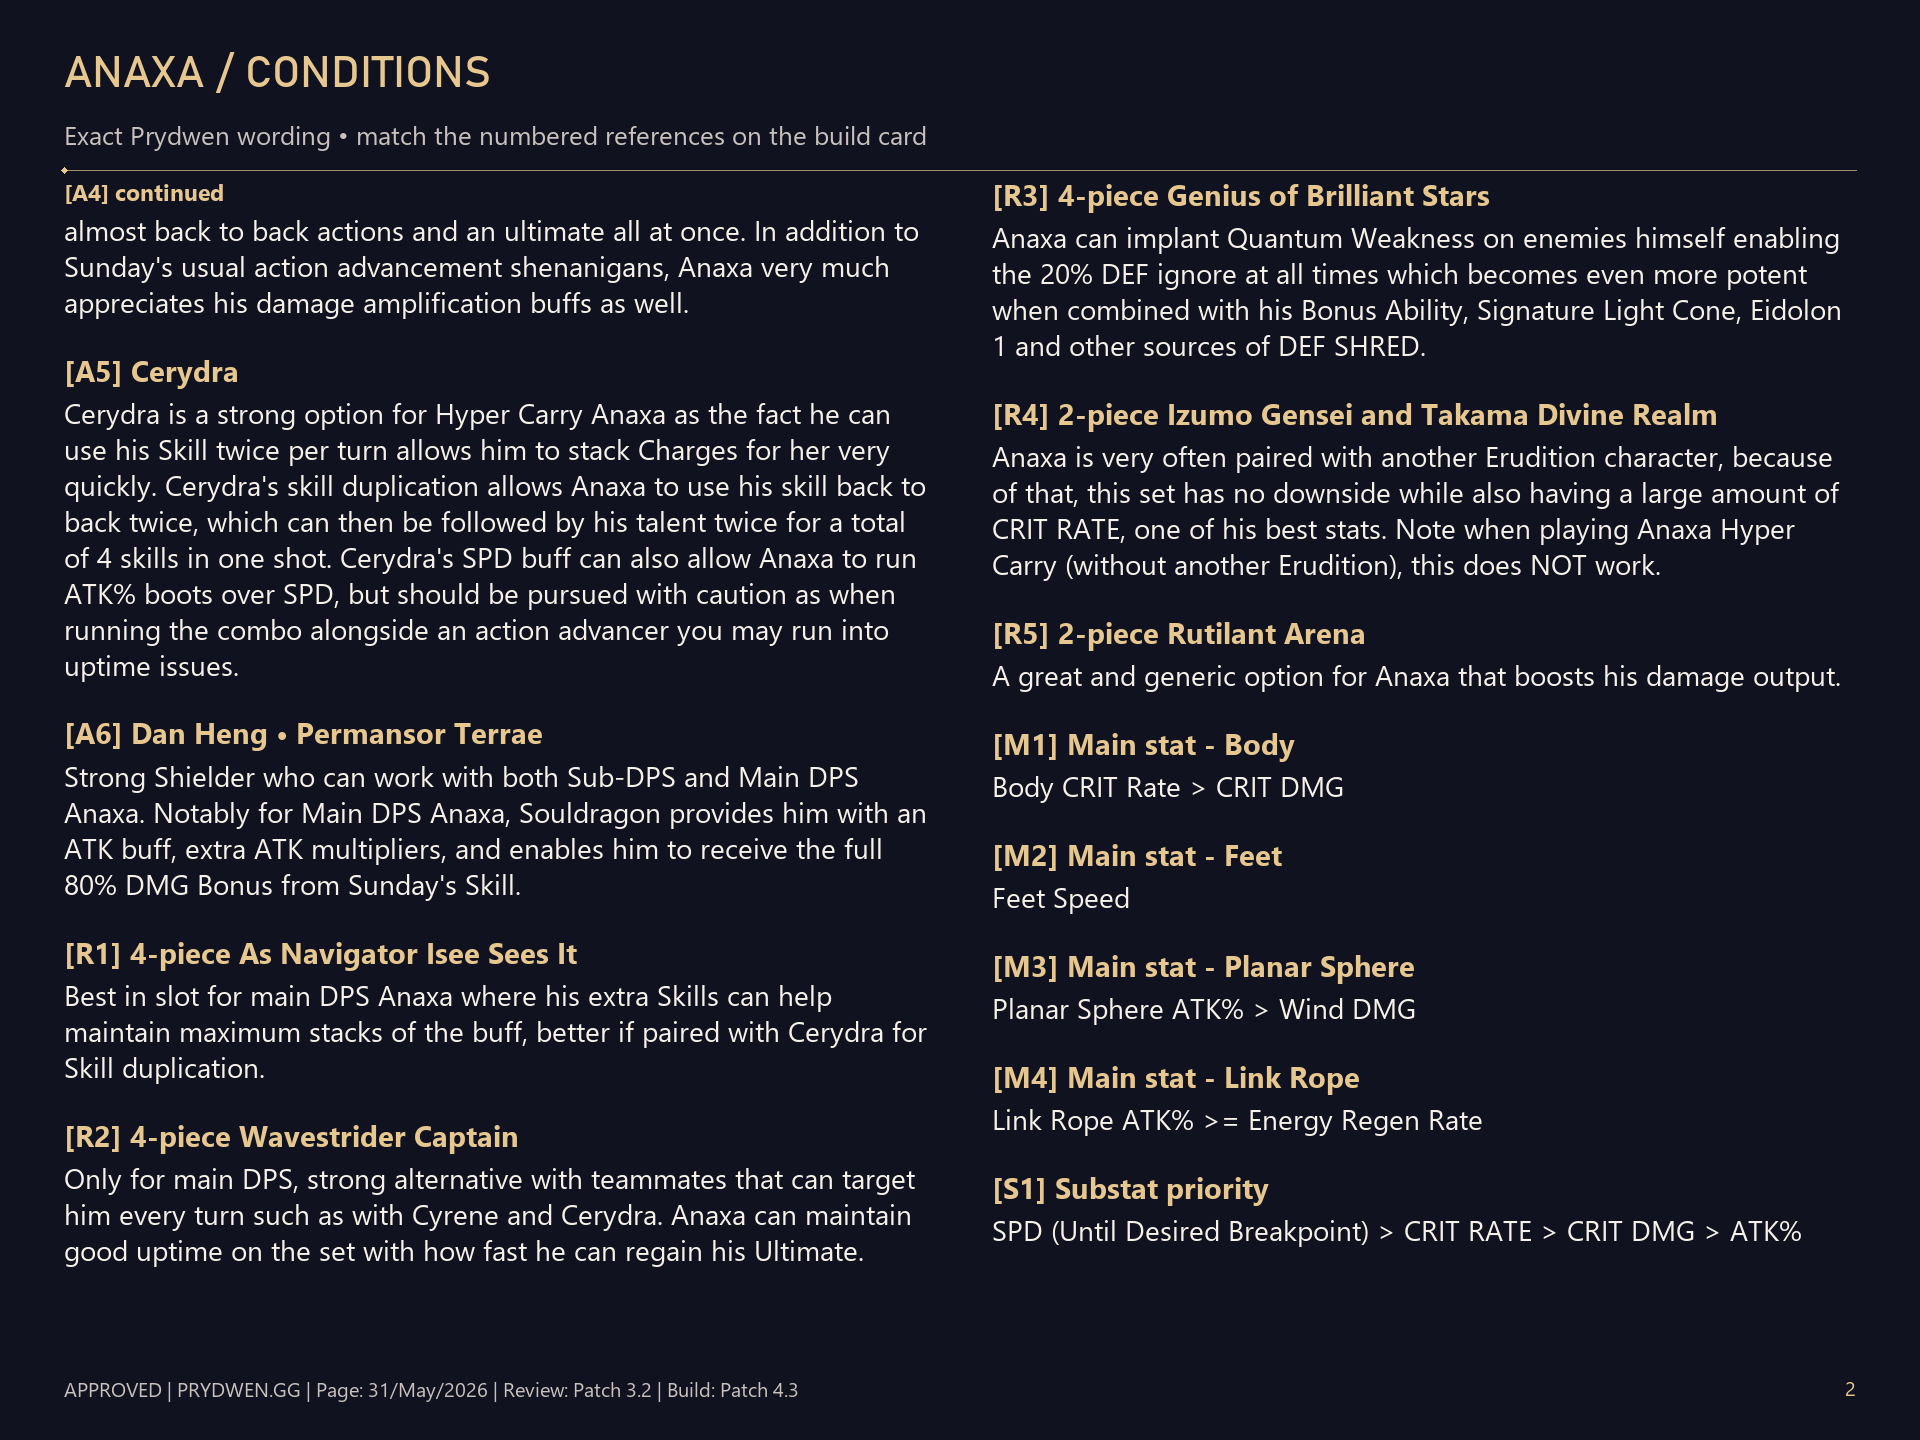 ANAXA / CONDITIONS
Exact Prydwen wording • match the numbered references on the build card
[A4] continued
almost back to back actions and an ultimate all at once. In addition to
Sunday's usual action advancement shenanigans, Anaxa very much
appreciates his damage amplification buffs as well.
[A5] Cerydra
Cerydra is a strong option for Hyper Carry Anaxa as the fact he can
use his Skill twice per turn allows him to stack Charges for her very
quickly. Cerydra's skill duplication allows Anaxa to use his skill back to
back twice, which can then be followed by his talent twice for a total
of 4 skills in one shot. Cerydra's SPD buff can also allow Anaxa to run
ATK% boots over SPD, but should be pursued with caution as when
running the combo alongside an action advancer you may run into
uptime issues.
[A6] Dan Heng • Permansor Terrae
Strong Shielder who can work with both Sub-DPS and Main DPS
Anaxa. Notably for Main DPS Anaxa, Souldragon provides him with an
ATK buff, extra ATK multipliers, and enables him to receive the full
80% DMG Bonus from Sunday's Skill.
[R1] 4-piece As Navigator Isee Sees It
Best in slot for main DPS Anaxa where his extra Skills can help
maintain maximum stacks of the buff, better if paired with Cerydra for
Skill duplication.
[R2] 4-piece Wavestrider Captain
Only for main DPS, strong alternative with teammates that can target
him every turn such as with Cyrene and Cerydra. Anaxa can maintain
good uptime on the set with how fast he can regain his Ultimate.
[R3] 4-piece Genius of Brilliant Stars
Anaxa can implant Quantum Weakness on enemies himself enabling
the 20% DEF ignore at all times which becomes even more potent
when combined with his Bonus Ability, Signature Light Cone, Eidolon
1 and other sources of DEF SHRED.
[R4] 2-piece Izumo Gensei and Takama Divine Realm
Anaxa is very often paired with another Erudition character, because
of that, this set has no downside while also having a large amount of
CRIT RATE, one of his best stats. Note when playing Anaxa Hyper
Carry (without another Erudition), this does NOT work.
[R5] 2-piece Rutilant Arena
A great and generic option for Anaxa that boosts his damage output.
[M1] Main stat - Body
Body CRIT Rate > CRIT DMG
[M2] Main stat - Feet
Feet Speed
[M3] Main stat - Planar Sphere
Planar Sphere ATK% > Wind DMG
[M4] Main stat - Link Rope
Link Rope ATK% >= Energy Regen Rate
[S1] Substat priority
SPD (Until Desired Breakpoint) > CRIT RATE > CRIT DMG > ATK%
APPROVED | PRYDWEN.GG | Page: 31/May/2026 | Review: Patch 3.2 | Build: Patch 4.3
2